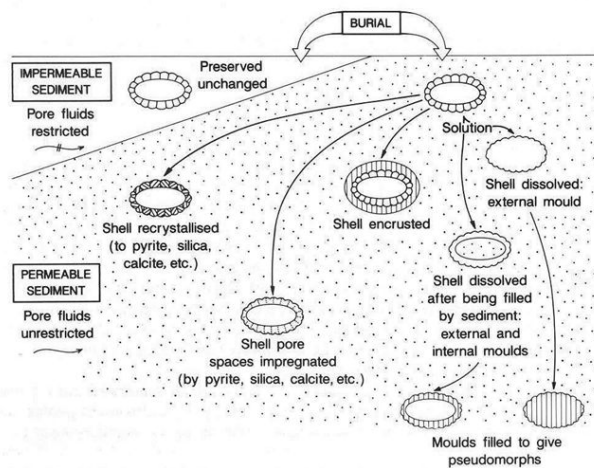 BURIAL
IMPERMEABLE
SEDIMENT
Pore fluids
restricted
Preserved
unchanged
Solution
Shell dissolved:
external mould
Shell recrystallised
(to pyrite, silica,
calcite, etc.)
Shell encrusted
PERMEABLE
SEDIMENT
Pore fluids
unrestricted
Shell dissolved
after being filled
by sediment:
external and
internal moulds
Shell pore
spaces impregnated
(by pyrite, silica, calcite, etc.)
Moulds filled to give
pseudomorphs